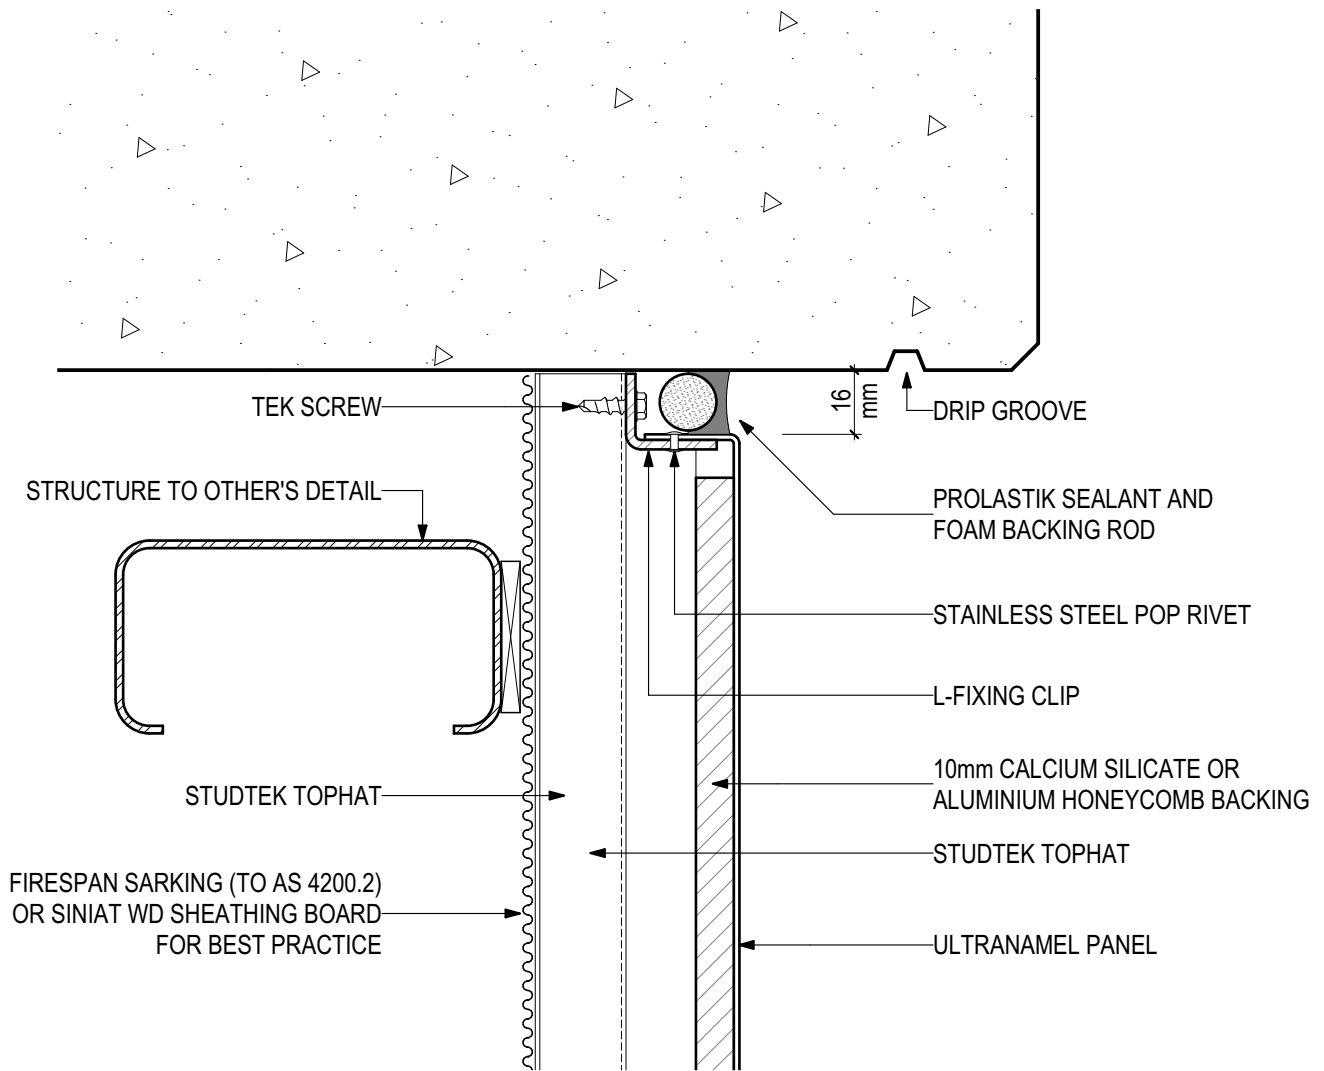 TEK SCREW
16
mm
DRIP GROOVE
STRUCTURE TO OTHER'S DETAIL
PROLASTIK SEALANT AND
FOAM BACKING ROD
STAINLESS STEEL POP RIVET
L-FIXING CLIP
10mm CALCIUM SILICATE OR
ALUMINIUM HONEYCOMB BACKING
STUDTEK TOPHAT
STUDTEK TOPHAT
FIRESPAN SARKING (TO AS 4200.2)
OR SINIAT WD SHEATHING BOARD
FOR BEST PRACTICE
ULTRANAMEL PANEL